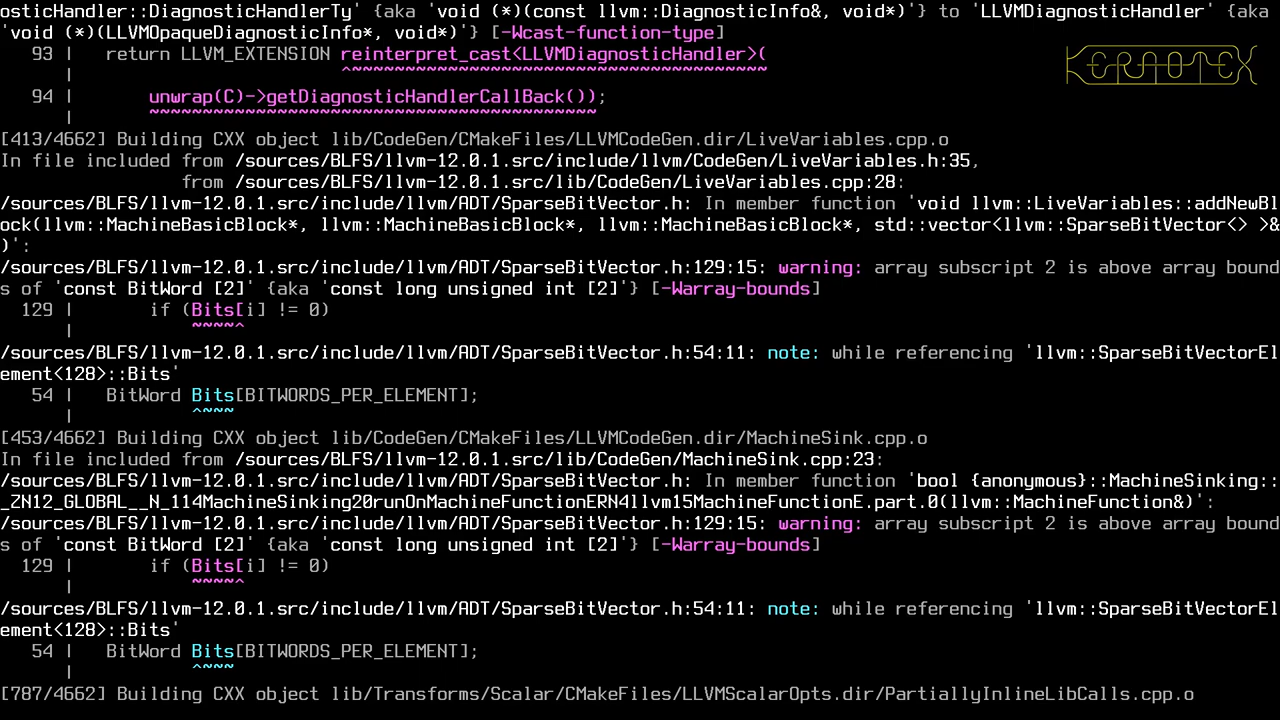 osticHandler::DiagnosticHandlerTy' {aka 'void (*)(const llvm::DiagnosticInfo&, void*)'} to 'LLVMDiagnosticHandler' {aka
'void (*)(LLVMOpaqueDiagnosticInfo*, void*)'} [-Wcast-function-type]
93 |   return LLVM_EXTENSION reinterpret_cast<LLVMDiagnosticHandler>(
|                         ^~~~~~~~~~~~~~~~~~~~~~~~~~~~~~~~~~~~~~~~
KERNOTEX
94 |       unwrap(C)->getDiagnosticHandlerCallBack());
|       ~~~~~~~~~~~~~~~~~~~~~~~~~~~~~~~~~~~~~~~~~~
[413/4662] Building CXX object lib/CodeGen/CMakeFiles/LLVMCodeGen.dir/LiveVariables.cpp.o
In file included from /sources/BLFS/llvm-12.0.1.src/include/llvm/CodeGen/LiveVariables.h:35,
from /sources/BLFS/llvm-12.0.1.src/lib/CodeGen/LiveVariables.cpp:28:
/sources/BLFS/llvm-12.0.1.src/include/llvm/ADT/SparseBitVector.h: In member function 'void llvm::LiveVariables::addNewBl
ock(llvm::MachineBasicBlock*, llvm::MachineBasicBlock*, llvm::MachineBasicBlock*, std::vector<llvm::SparseBitVector<> >&
)':
/sources/BLFS/llvm-12.0.1.src/include/llvm/ADT/SparseBitVector.h:129:15: warning: array subscript 2 is above array bound
s of 'const BitWord [2]' {aka 'const long unsigned int [2]'} [-Warray-bounds]
129 |       if (Bits[i] != 0)
|           ~~~~^
/sources/BLFS/llvm-12.0.1.src/include/llvm/ADT/SparseBitVector.h:54:11: note: while referencing 'llvm::SparseBitVectorEl
ement<128>::Bits'
54 |   BitWord Bits[BITWORDS_PER_ELEMENT];
|           ^~~~
[453/4662] Building CXX object lib/CodeGen/CMakeFiles/LLVMCodeGen.dir/MachineSink.cpp.o
In file included from /sources/BLFS/llvm-12.0.1.src/lib/CodeGen/MachineSink.cpp:23:
/sources/BLFS/llvm-12.0.1.src/include/llvm/ADT/SparseBitVector.h: In member function 'bool {anonymous}::MachineSinking::
_ZN12_GLOBAL__N_114MachineSinking20runOnMachineFunctionERN4llvm15MachineFunctionE.part.0(llvm::MachineFunction&)':
/sources/BLFS/llvm-12.0.1.src/include/llvm/ADT/SparseBitVector.h:129:15: warning: array subscript 2 is above array bound
s of 'const BitWord [2]' {aka 'const long unsigned int [2]'} [-Warray-bounds]
129 |       if (Bits[i] != 0)
|           ~~~~^
/sources/BLFS/llvm-12.0.1.src/include/llvm/ADT/SparseBitVector.h:54:11: note: while referencing 'llvm::SparseBitVectorEl
ement<128>::Bits'
54 |   BitWord Bits[BITWORDS_PER_ELEMENT];
|           ^~~~
[787/4662] Building CXX object lib/Transforms/Scalar/CMakeFiles/LLVMScalarOpts.dir/PartiallyInlineLibCalls.cpp.o